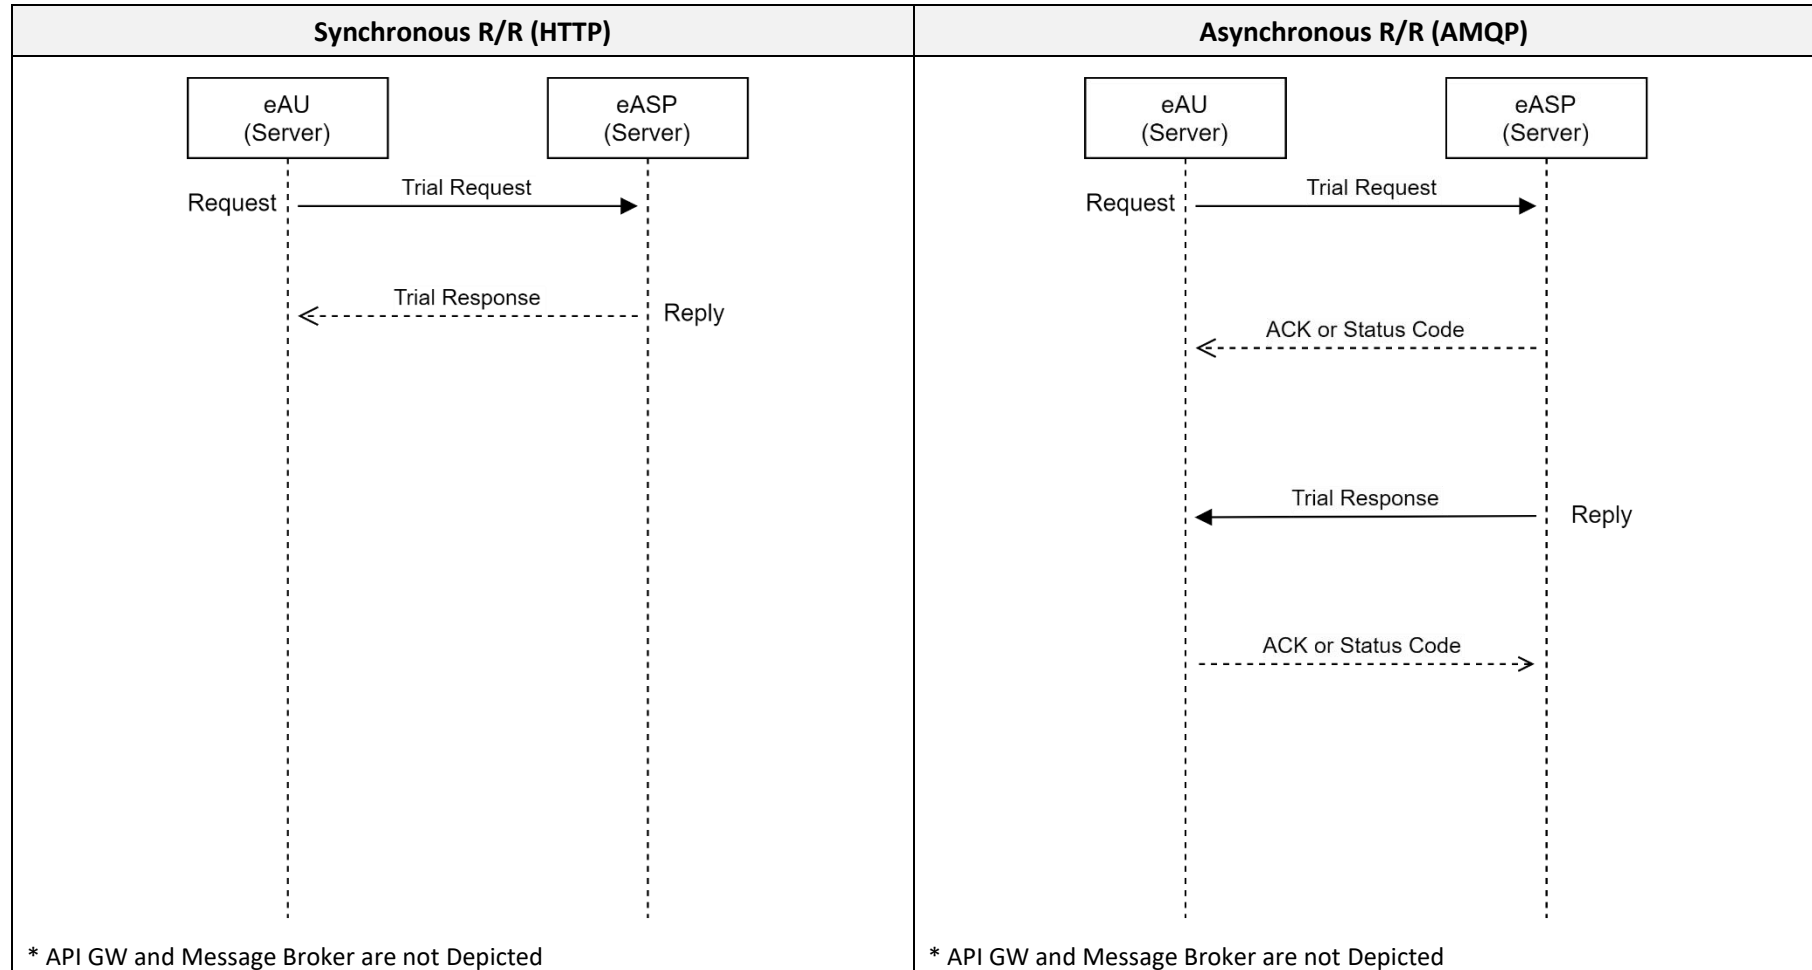 Synchronous R/R (HTTP)
eAU
(Server)
eASP
(Server)
Request
Trial Request
Trial Response
Reply
* API GW and Message Broker are not Depicted
Asynchronous R/R (AMQP)
eAU
(Server)
eASP
(Server)
Request
Trial Request
ACK or Status Code
Trial Response
Reply
ACK or Status Code
* API GW and Message Broker are not Depicted